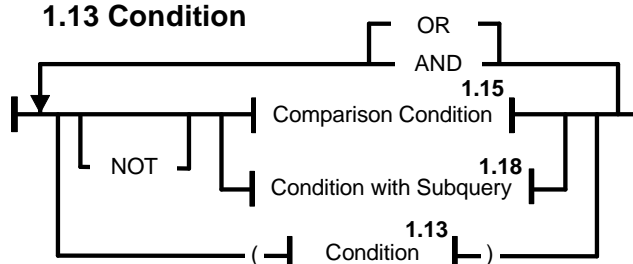 1.13 Condition
OR
AND
1.15
Comparison Condition
NOT
1.18
Condition with Subquery
1.13
( Condition )